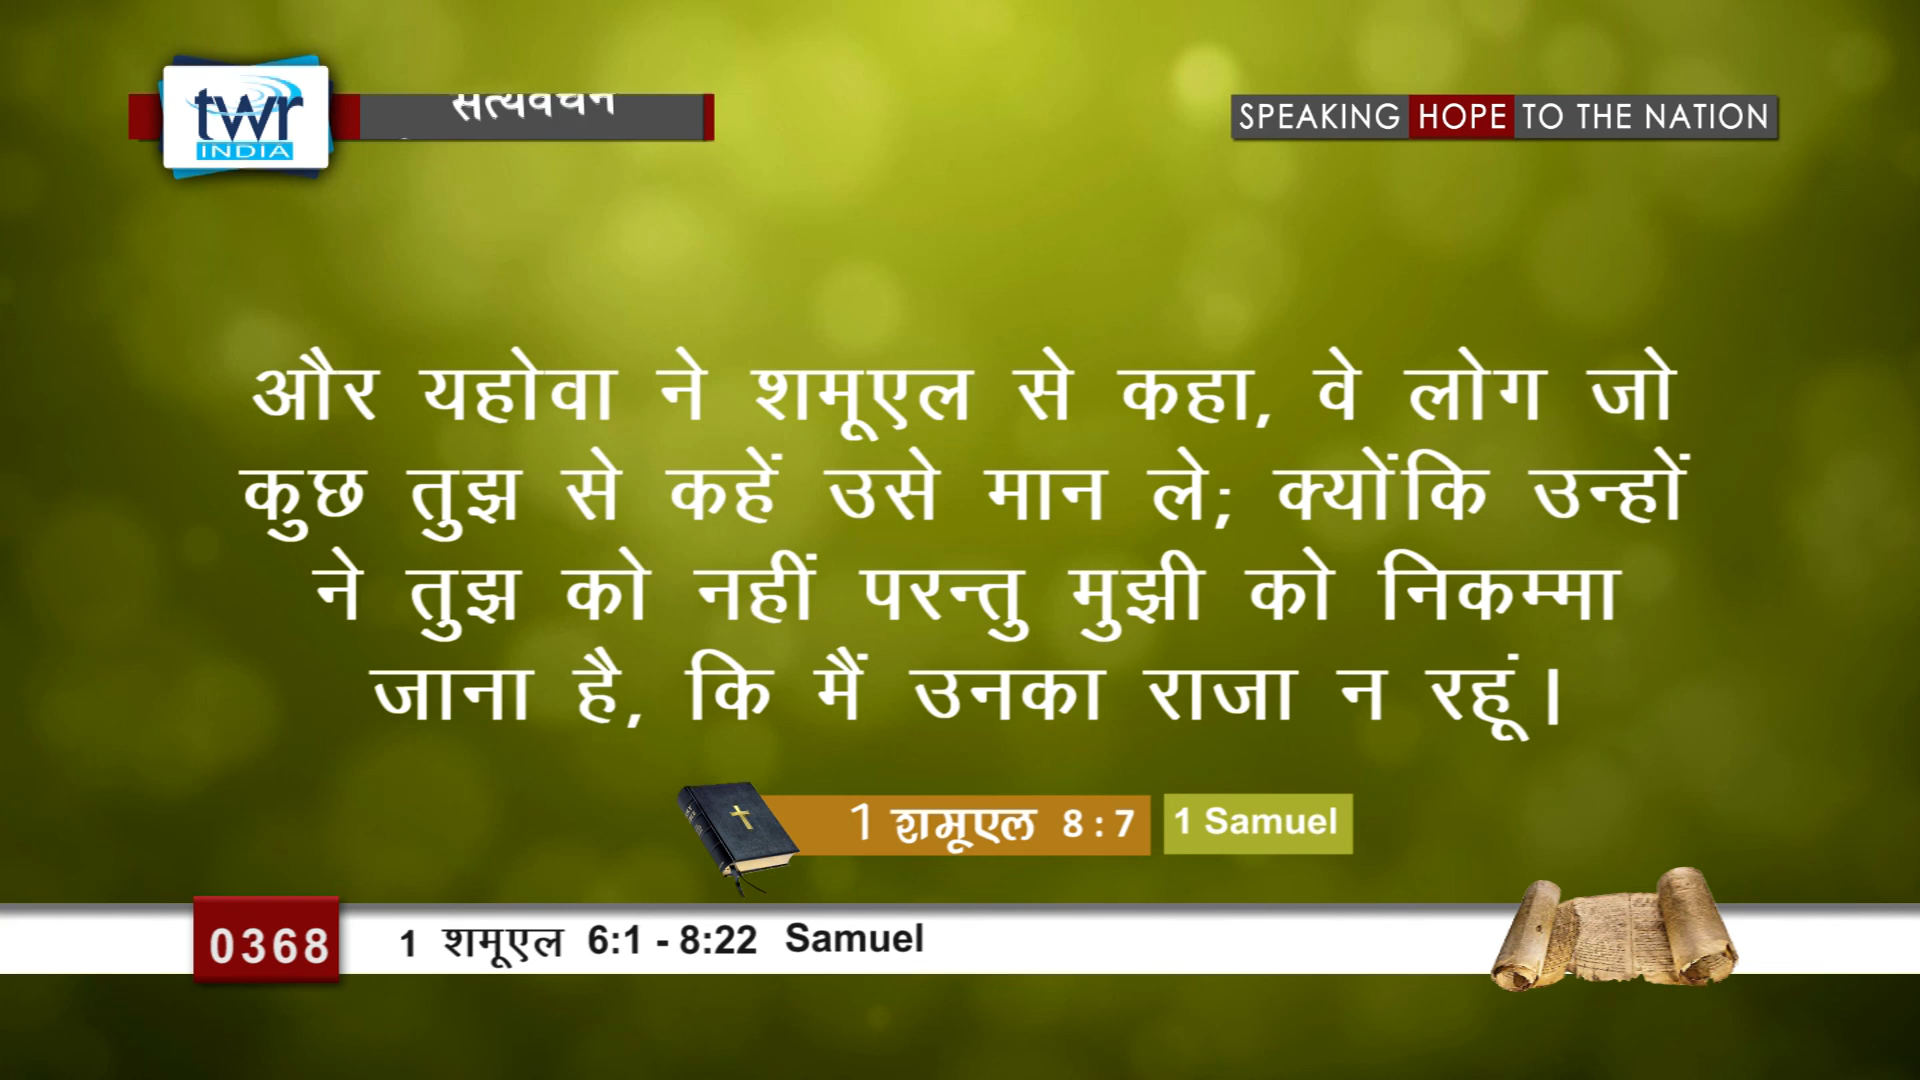 twr
INDIA
सत्यवचन
SPEAKING HOPE TO THE NATION
और यहोवा ने शमूएल से कहा, वे लोग जो
कुछ तुझ से कहें उसे मान ले; क्योंकि उन्हों
ने तुझ को नहीं परन्तु मुझी को निकम्मा
जाना है, कि मैं उनका राजा न रहूं।
1 शमूएल 8 : 7 1 Samuel
0368 1 शमूएल 6:1 - 8:22 Samuel